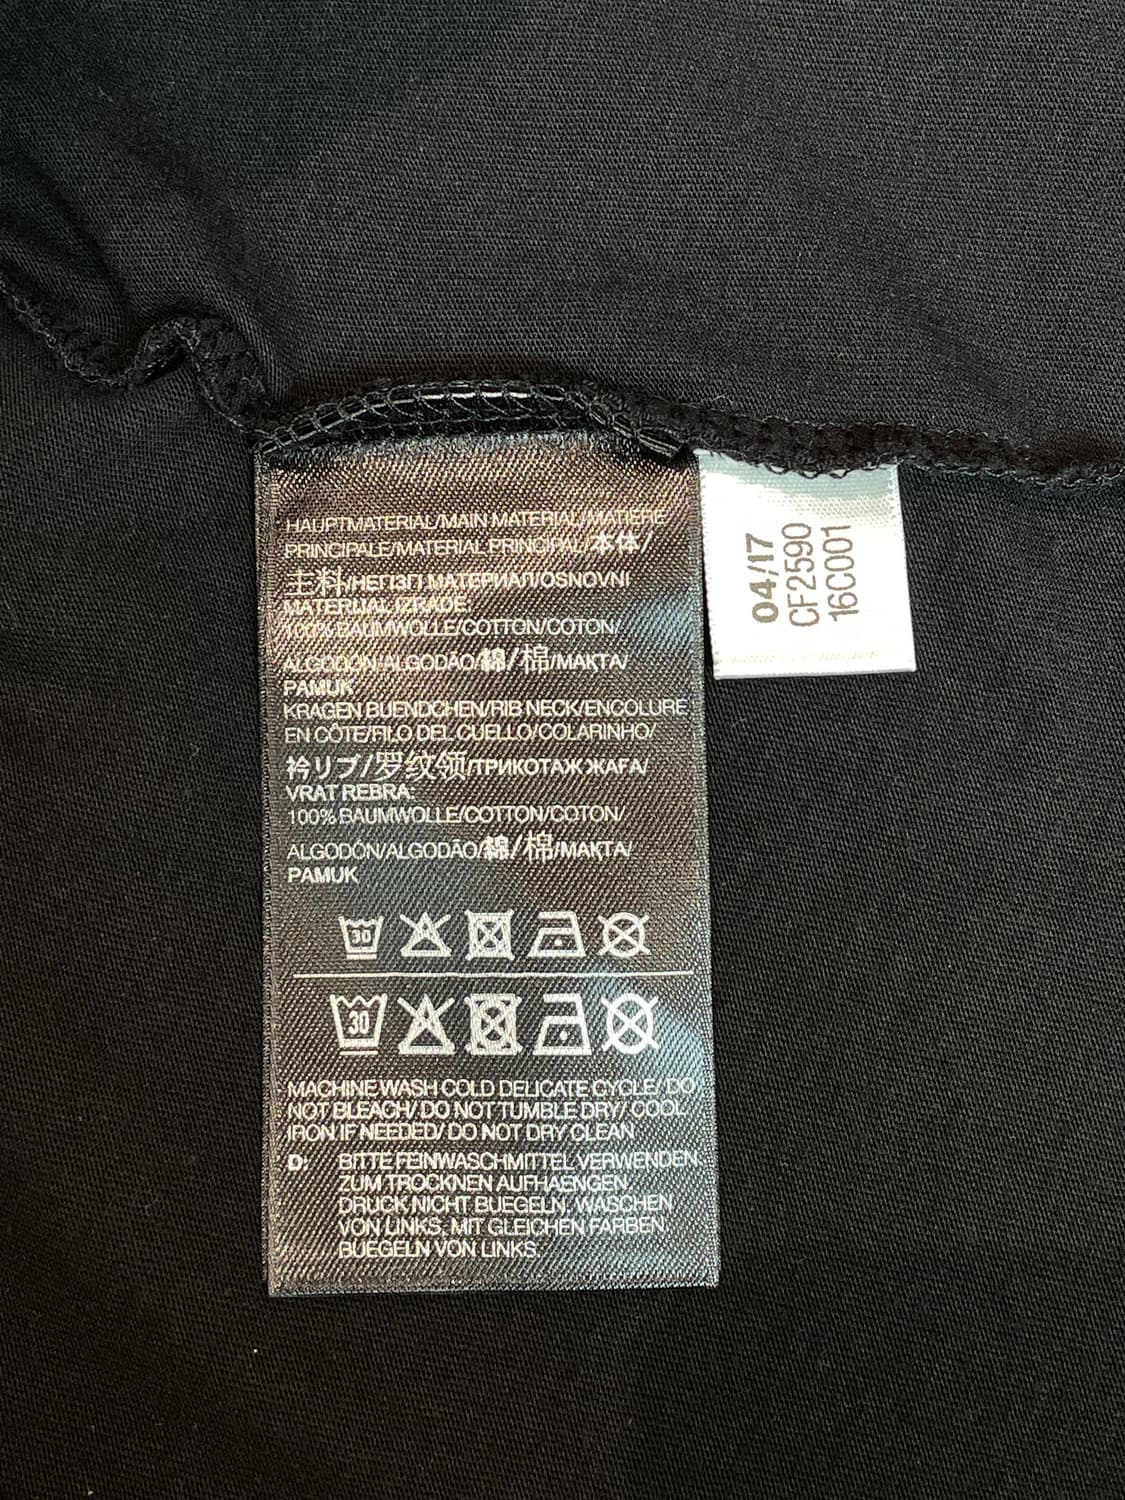 HAUPTMATERIAL/MAIN MATERIAL/MATIERE
PRINCIPALE/MATERIAL PRINCIPAL/本体/
主料/НЕГІЗГІ МАТЕРИАЛ/OSNOVNI
MATERIJAL IZRADE
100% BAUMWOLLE/COTTON/COTON/
ALGODÓN/ALGODÃO/綿/棉/МАКТА/
PAMUK
KRAGEN BUENDCHEN/RIB NECK/ENCOLURE
EN CÔTE/FILO DEL CUELLO/COLARINHO/
衿リブ/罗纹领/ТРИКОТАЖ ЖАҒА/
VRAT REBRA
100% BAUMWOLLE/COTTON/COTON/
ALGODÓN/ALGODÃO/綿/棉/МАҚТА/
PAMUK
30
30
MACHINE WASH COLD DELICATE CYCLE/ DO
NOT BLEACH/ DO NOT TUMBLE DRY/ COOL
IRON IF NEEDED/ DO NOT DRY CLEAN
D: BITTE FEINWASCHMITTEL VERWENDEN,
ZUM TROCKNEN AUFHAENGEN,
DRUCK NICHT BUEGELN, WASCHEN
VON LINKS, MIT GLEICHEN FARBEN,
BUEGELN VON LINKS.
04/17
CF2590
16C001